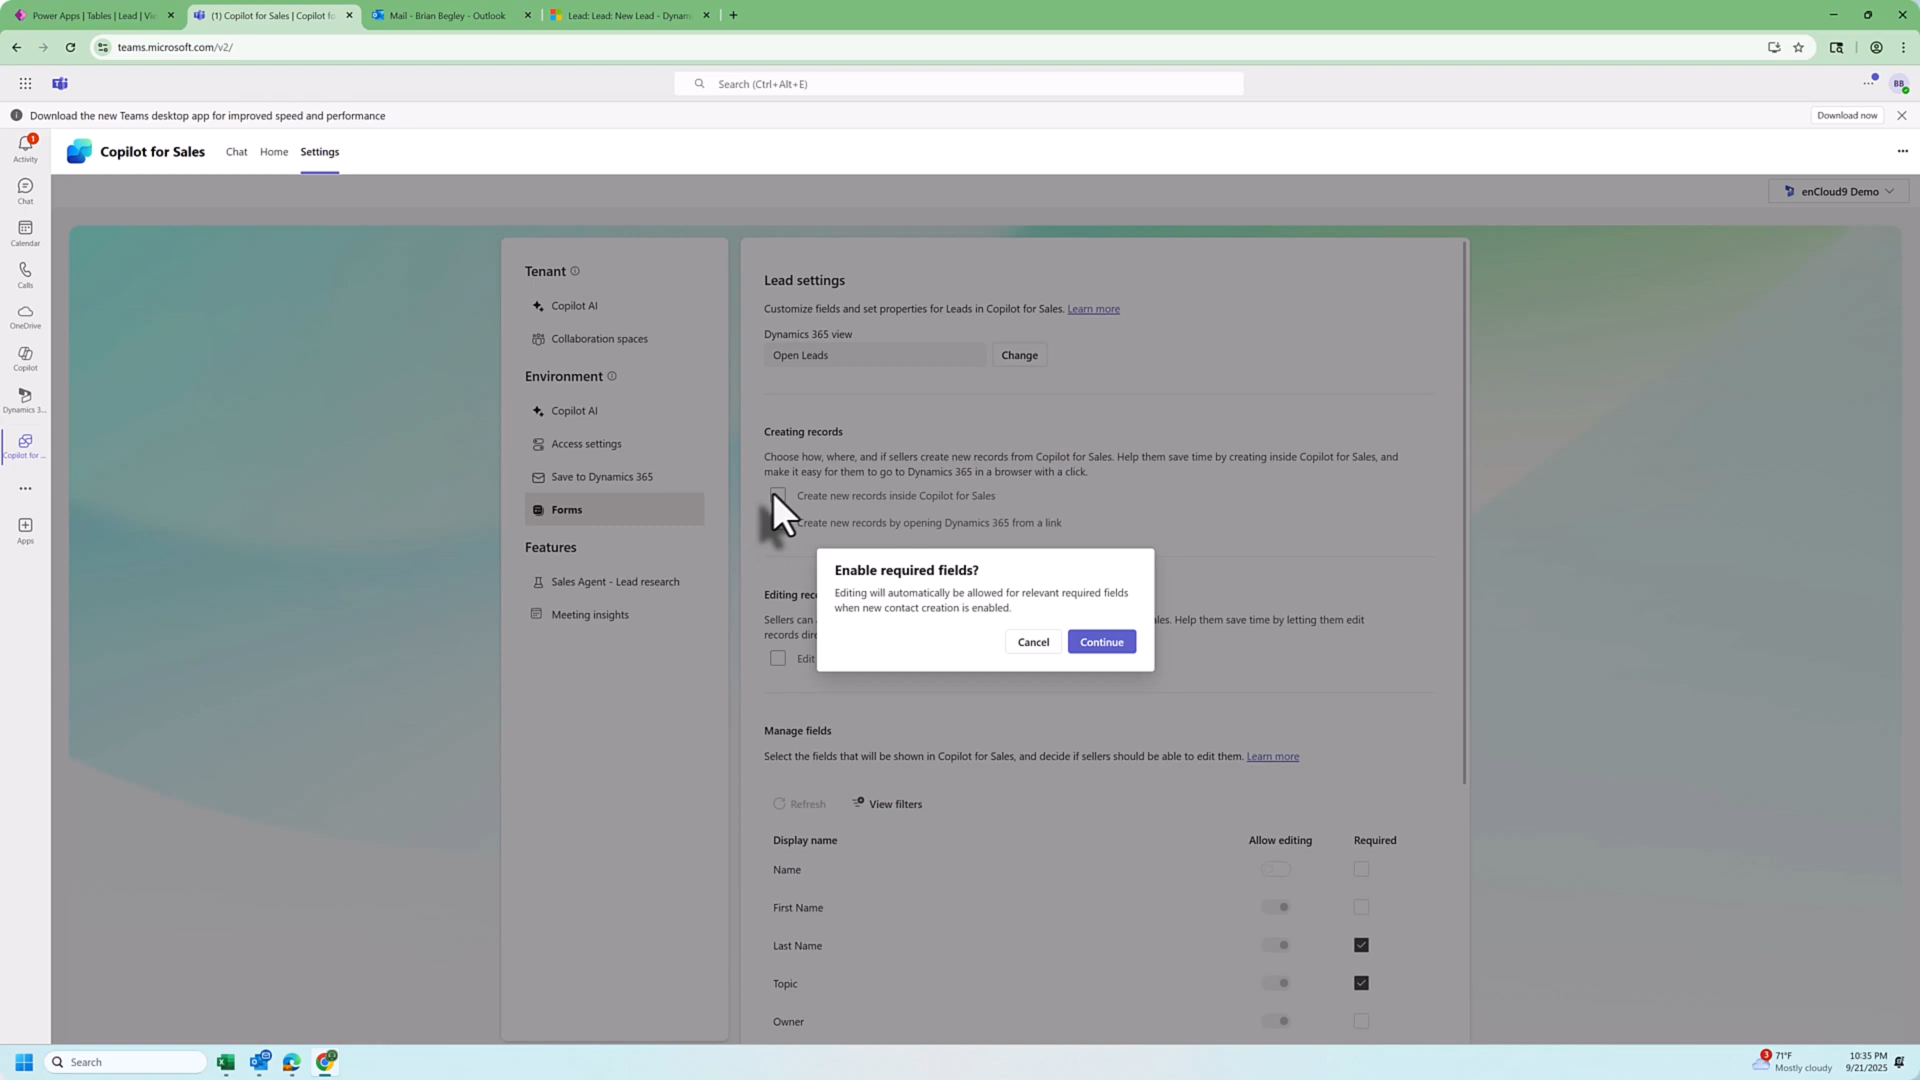 Power Apps | Tables | Lead | Vi
(1) Copilot for Sales | Copilot fo
Mail - Brian Begley - Outlook
Lead: Lead: New Lead - Dynam
teams.microsoft.com/v2/
Search (Ctrl+Alt+E)
BB
Download the new Teams desktop app for improved speed and performance
Download now
1
Activity
Chat
Calendar
Calls
OneDrive
Copilot
Dynamics 3...
Copilot for ...
Apps
Copilot for Sales
Chat
Home
Settings
enCloud9 Demo
Tenant
Copilot AI
Collaboration spaces
Environment
Copilot AI
Access settings
Save to Dynamics 365
Forms
Features
Sales Agent - Lead research
Meeting insights
Lead settings
Customize fields and set properties for Leads in Copilot for Sales. Learn more
Dynamics 365 view
Open Leads
Change
Creating records
Choose how, where, and if sellers create new records from Copilot for Sales. Help them save time by creating inside Copilot for Sales, and
make it easy for them to go to Dynamics 365 in a browser with a click.
Create new records inside Copilot for Sales
Create new records by opening Dynamics 365 from a link
Editing rec
Sellers can
les. Help them save time by letting them edit
records dire
Edit
Enable required fields?
Editing will automatically be allowed for relevant required fields
when new contact creation is enabled.
Cancel
Continue
Manage fields
Select the fields that will be shown in Copilot for Sales, and decide if sellers should be able to edit them. Learn more
Refresh
View filters
Display name
Allow editing
Required
Name
First Name
Last Name
Topic
Owner
Search
3
71°F
Mostly cloudy
10:35 PM
9/21/2025